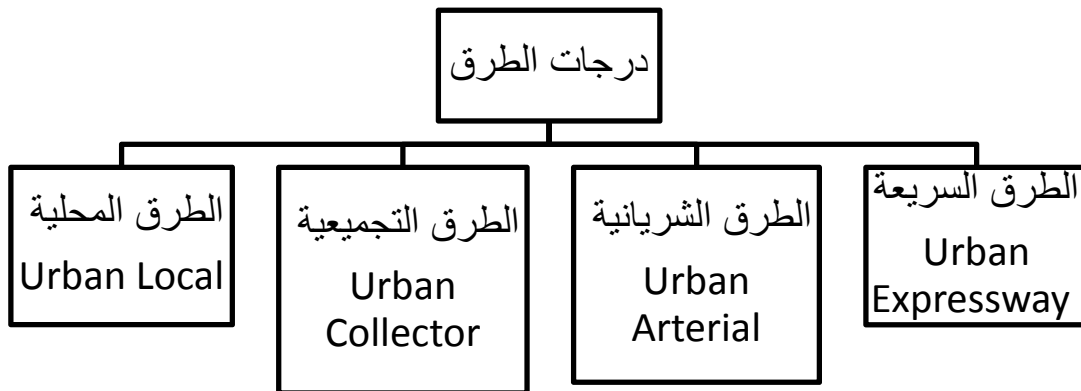 درجات الطرق
الطرق السريعة
Urban
Expressway
الطرق الشريانية
Urban
Arterial
الطرق التجميعية
Urban
Collector
الطرق المحلية
Urban Local